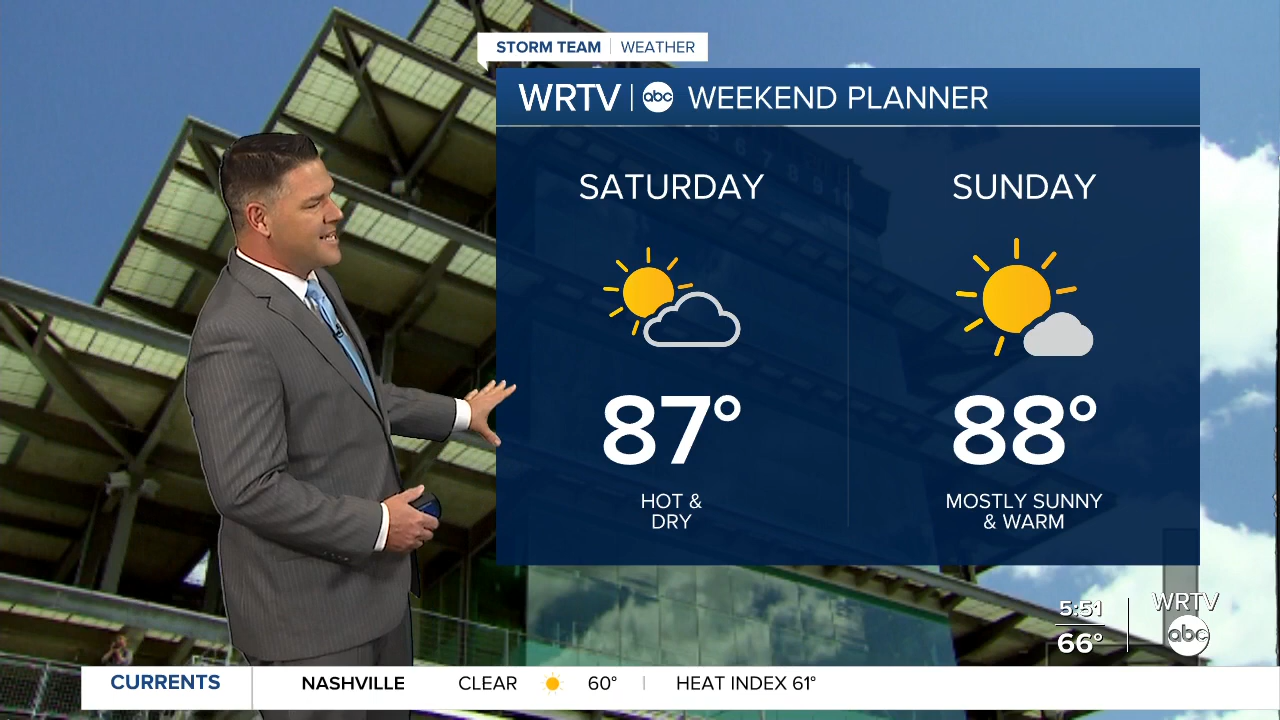 STORM TEAM | WEATHER
WRTV | abc WEEKEND PLANNER
SATURDAY
SUNDAY
87°
88°
HOT &
DRY
MOSTLY SUNNY
& WARM
5:51
66°
WRTV
abc
CURRENTS
NASHVILLE CLEAR 60° | HEAT INDEX 61°